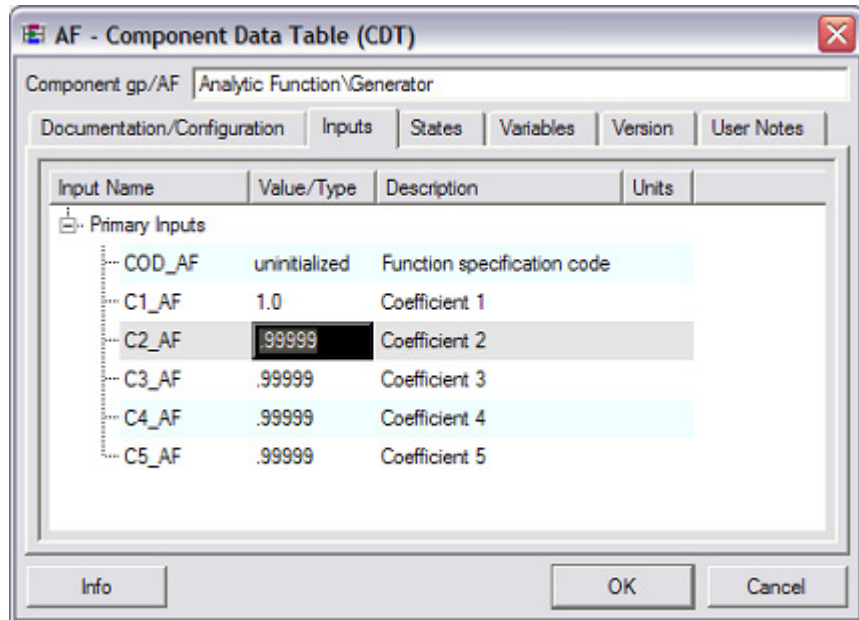 AF - Component Data Table (CDT)
Component gp/AF Analytic Function\Generator
Documentation/Configuration Inputs States Variables Version User Notes
Input Name Value/Type Description Units
Primary Inputs
COD_AF uninitialized Function specification code
C1_AF 1.0 Coefficient 1
C2_AF .99999 Coefficient 2
C3_AF .99999 Coefficient 3
C4_AF .99999 Coefficient 4
C5_AF .99999 Coefficient 5
Info OK Cancel